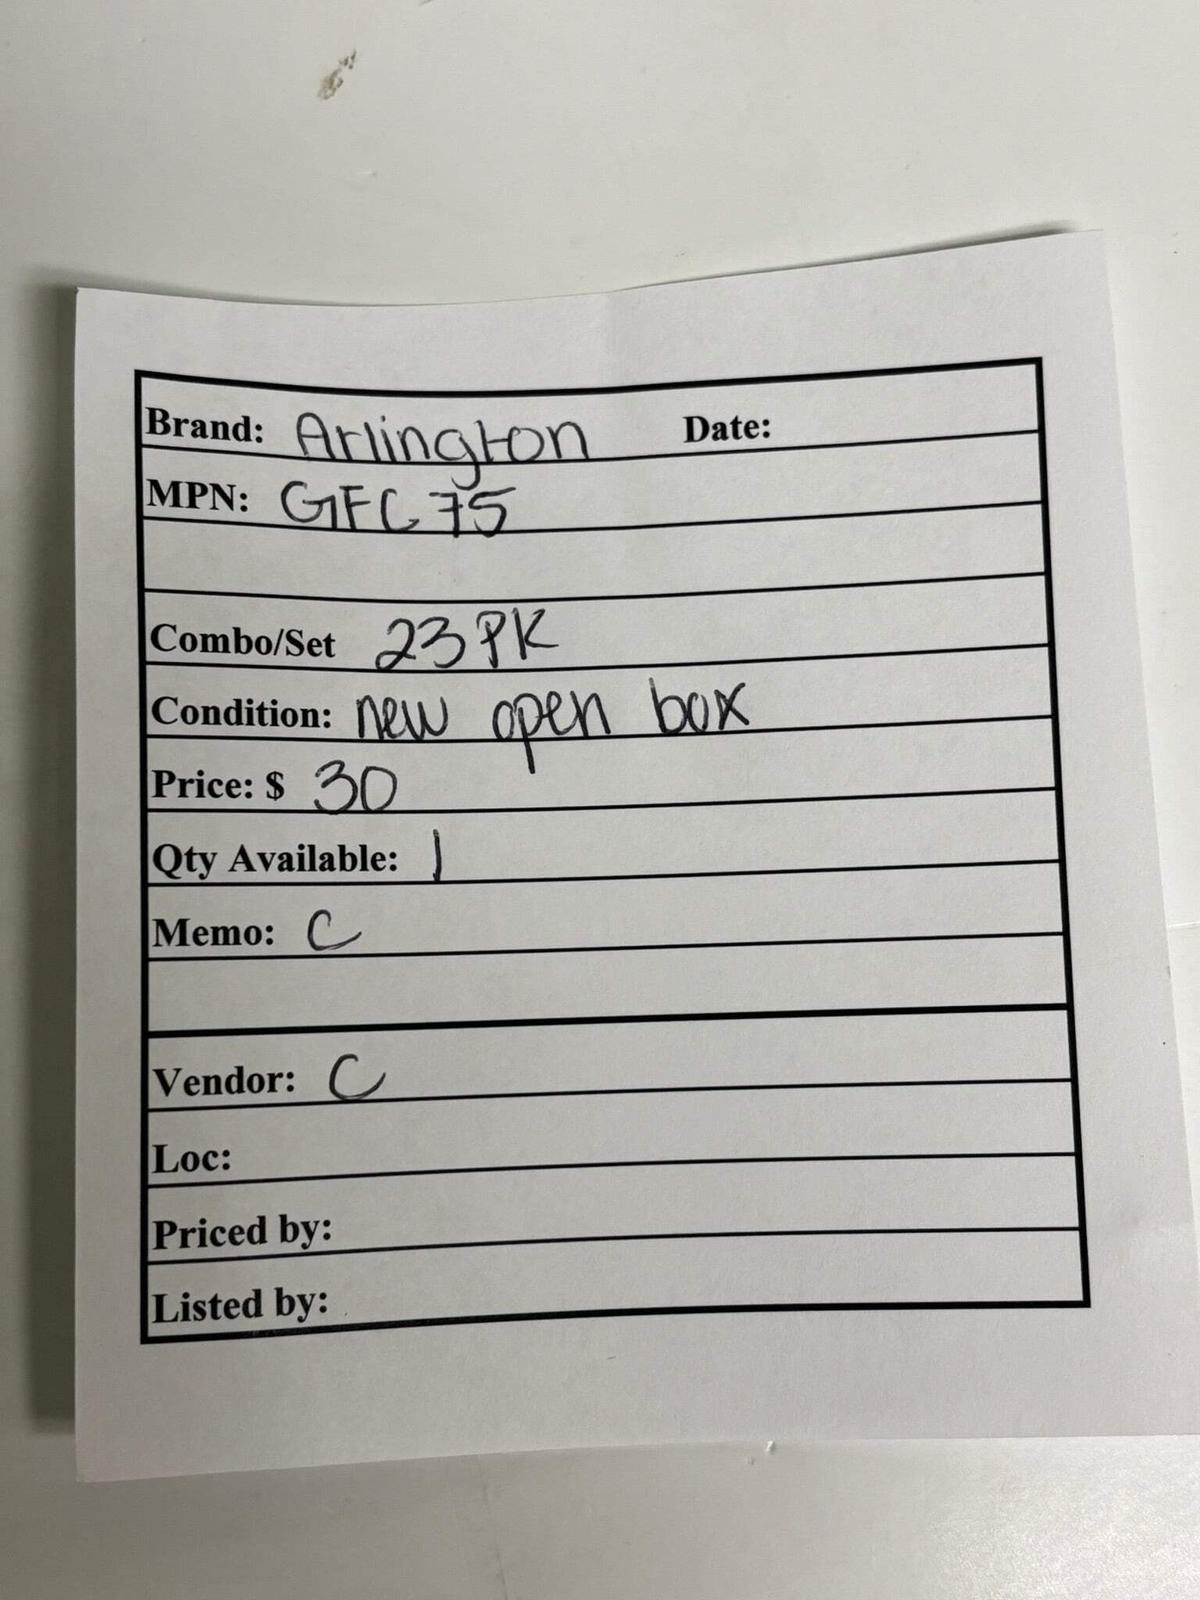 Brand: Arlington Date:
MPN: GFC75
Combo/Set 23PK
Condition: new open box
Price: $ 30
Qty Available: 1
Memo: C
Vendor: C
Loc:
Priced by:
Listed by: